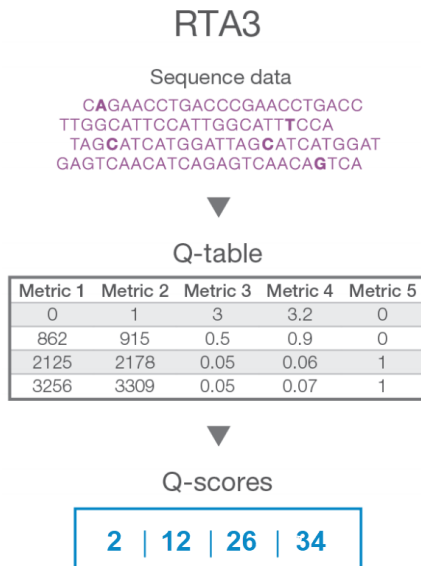 RTA3
Sequence data
CAGAACCTGACCCGAACCTGACC
TTGGCATTCCATTGGCATTTCCA
TAGCATCATGGATTAGCATCATGGAT
GAGTCAACATCAGAGTCAACAGTCA
Q-table
Metric 1 Metric 2 Metric 3 Metric 4 Metric 5
0 1 3 3.2 0
862 915 0.5 0.9 0
2125 2178 0.05 0.06 1
3256 3309 0.05 0.07 1
Q-scores
2 | 12 | 26 | 34